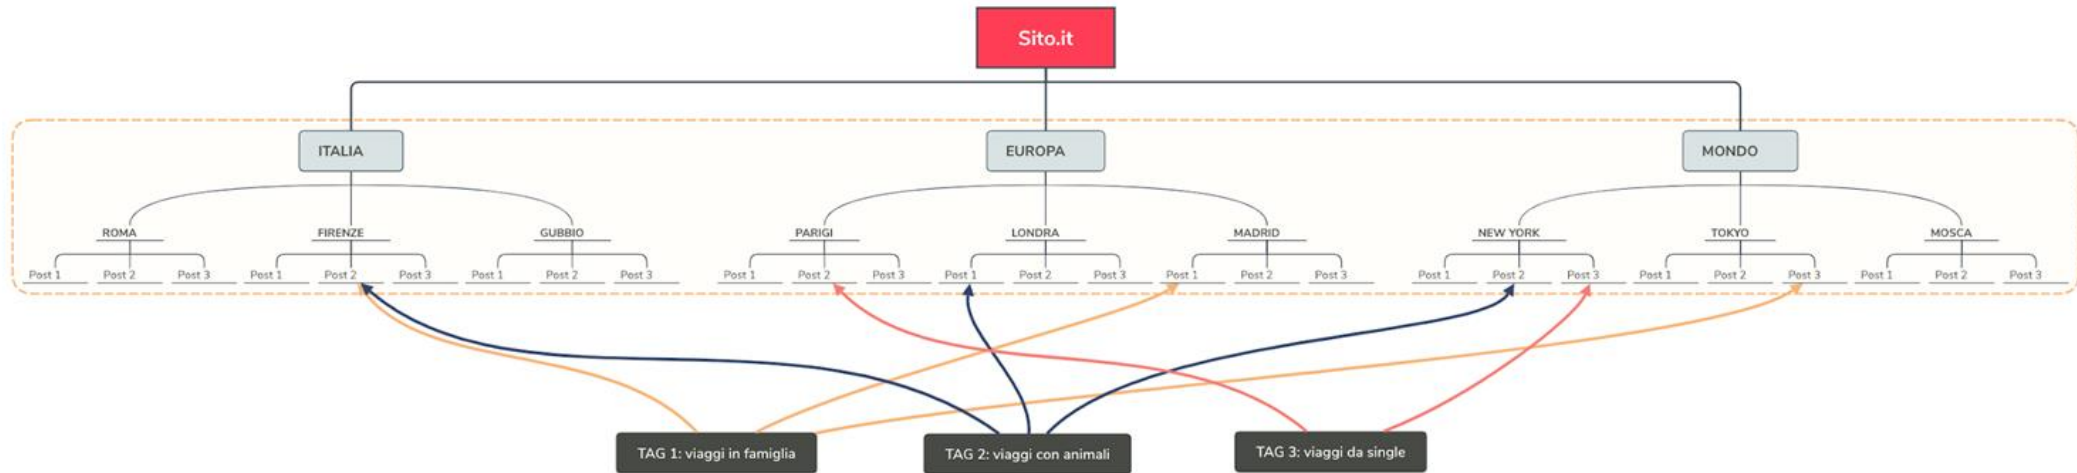 Sito.it
ITALIA EUROPA MONDO
ROMA FIRENZE GUBBIO PARIGI LONDRA MADRID NEW YORK TOKYO MOSCA
Post 1 Post 2 Post 3 Post 1 Post 2 Post 3 Post 1 Post 2 Post 3 Post 1 Post 2 Post 3 Post 1 Post 2 Post 3 Post 1 Post 2 Post 3 Post 1 Post 2 Post 3 Post 1 Post 2 Post 3 Post 1 Post 2 Post 3
TAG 1: viaggi in famiglia TAG 2: viaggi con animali TAG 3: viaggi da single